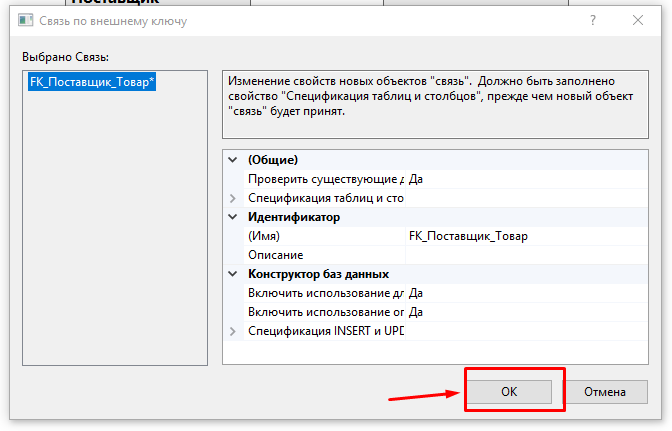 Поставщик
Связь по внешнему ключу
?
Выбрано Связь:
FK_Поставщик_Товар*
Изменение свойств новых объектов "связь". Должно быть заполнено
свойство "Спецификация таблиц и столбцов", прежде чем новый объект
"связь" будет принят.
(Общие)
Проверить существующие д Да
Спецификация таблиц и сто
Идентификатор
(Имя) FK_Поставщик_Товар
Описание
Конструктор баз данных
Включить использование дл Да
Включить использование ог Да
Спецификация INSERT и UPD
OK
Отмена